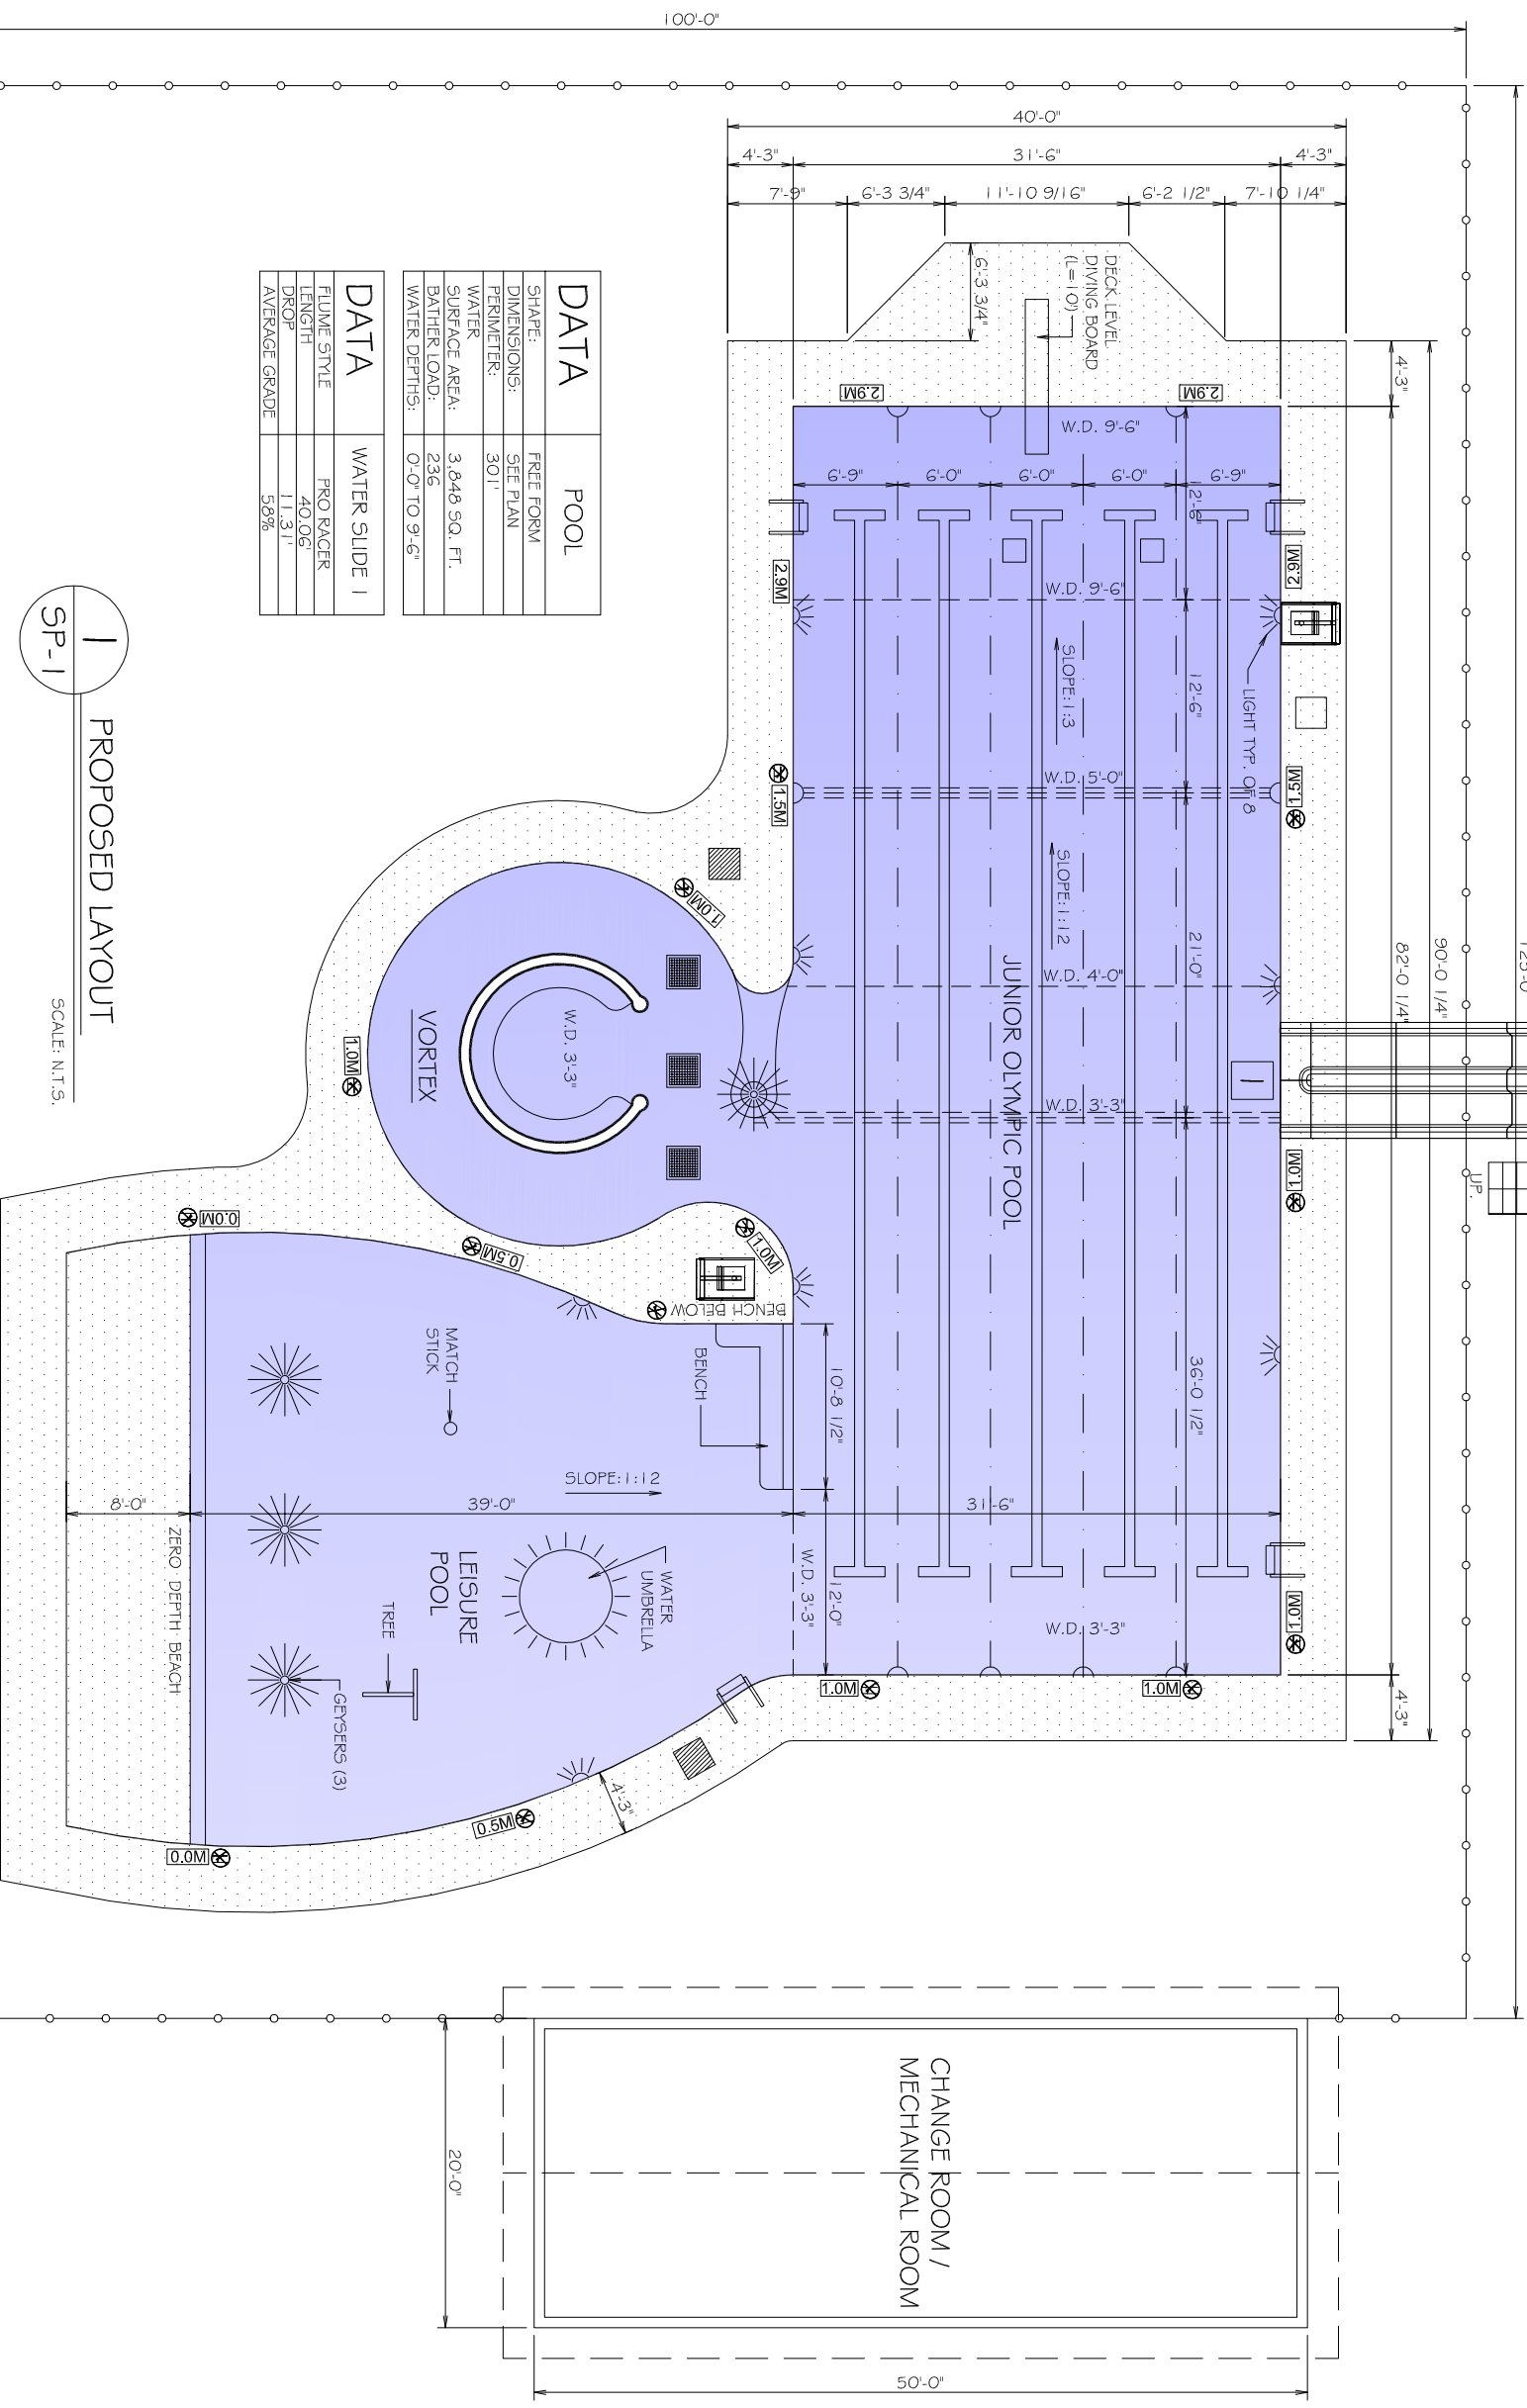 100'-0"
40'-0"
4'-3"
31'-6"
4'-3"
7'-9"
6'-3 3/4"
11'-10 9/16"
6'-2 1/2"
7'-10 1/4"
6'-3 3/4"
DECK LEVEL
DIVING BOARD
(L=10')
4'-3"
2.9M
2.9M
W.D. 9'-6"
6'-9"
6'-0"
6'-0"
6'-0"
6'-9"
12'-6"
2.9M
2.9M
W.D. 9'-6"
SLOPE:1:3
12'-6"
LIGHT TYP. OF 8
W.D. 5'-0"
1.5M
1.5M
SLOPE:1:12
21'-0"
82'-0 1/4"
90'-0 1/4"
W.D. 4'-0"
JUNIOR OLYMPIC POOL
1.0M
W.D. 3'-3"
VORTEX
1.0M
1
W.D. 3'-3"
1.0M
UP
0.0M
0.5M
1.0M
BENCH BELOW
MATCH
STICK
BENCH
10'-8 1/2"
36'-0 1/2"
SLOPE:1:12
8'-0"
39'-0"
31'-6"
ZERO DEPTH BEACH
LEISURE
POOL
WATER
UMBRELLA
W.D. 3'-3"
12'-0"
W.D. 3'-3"
1.0M
TREE
GEYSERS (3)
1.0M
1.0M
4'-3"
4'-3"
0.5M
0.0M
DATA POOL
SHAPE: FREE FORM
DIMENSIONS: SEE PLAN
PERIMETER: 301'
WATER
SURFACE AREA: 3,848 SQ. FT.
BATHER LOAD: 236
WATER DEPTHS: 0'-0" TO 9'-6"
DATA WATER SLIDE 1
FLUME STYLE PRO RACER
LENGTH 40.06'
DROP 11.31'
AVERAGE GRADE 58%
1
SP-1
PROPOSED LAYOUT
SCALE: N.T.S.
CHANGE ROOM /
MECHANICAL ROOM
20'-0"
50'-0"